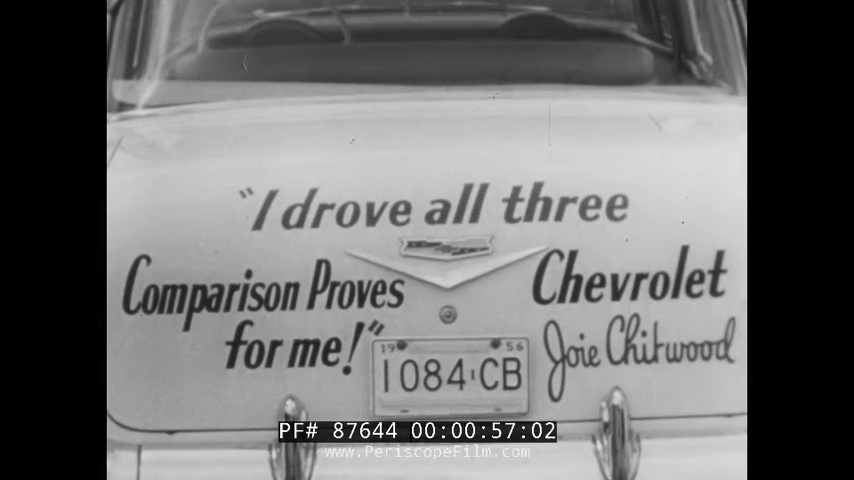 "I drove all three
Comparison Proves
for me!"
Chevrolet
Joie Chitwood
19 56
1084 CB
PF# 87644 00:00:57:02
www.PeriscopeFilm.com